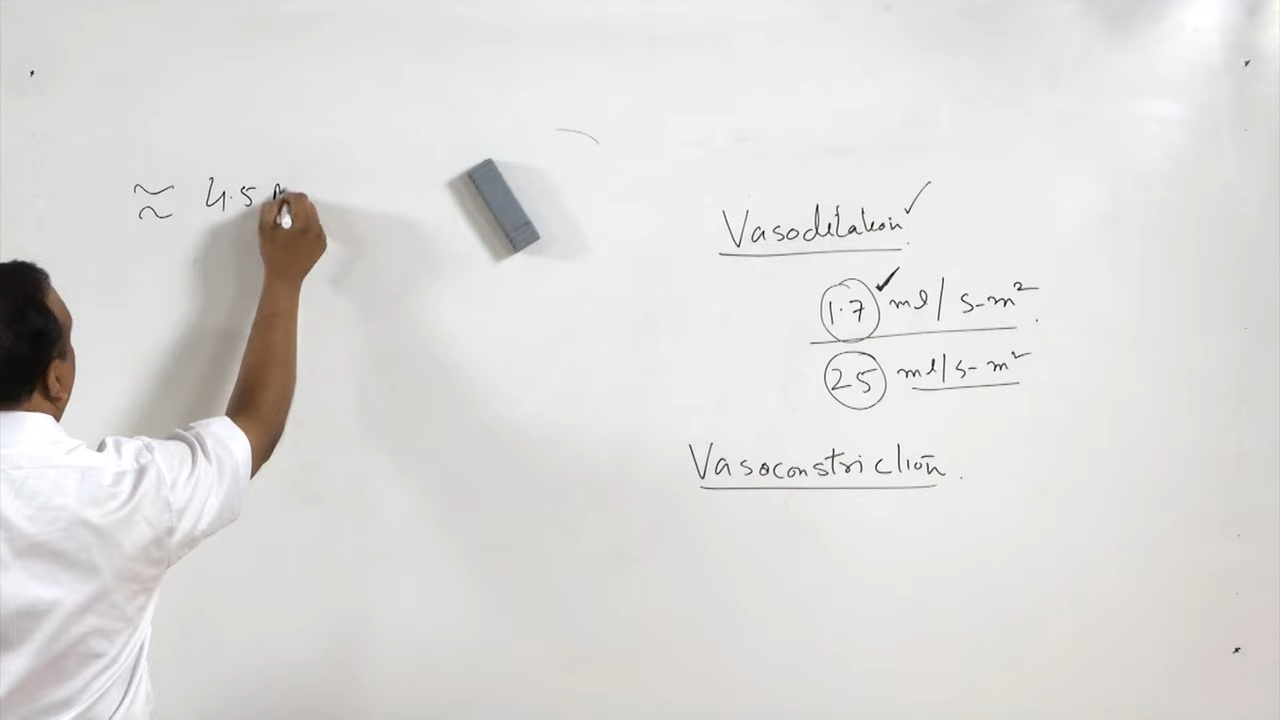 ≈ 4.5
Vasodilation ✓
1.7 ✓ ml/s-m²
25 ml/s-m²
Vasoconstriction.